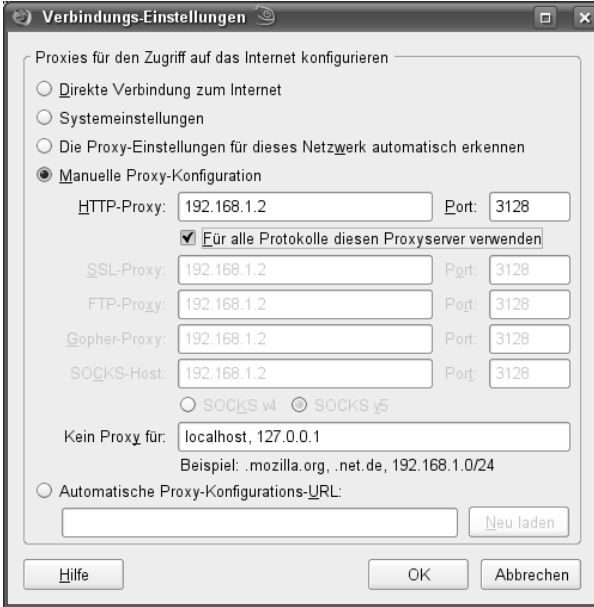 Verbindungs-Einstellungen
Proxies für den Zugriff auf das Internet konfigurieren
Direkte Verbindung zum Internet
Systemeinstellungen
Die Proxy-Einstellungen für dieses Netzwerk automatisch erkennen
Manuelle Proxy-Konfiguration
HTTP-Proxy: 192.168.1.2 Port: 3128
Für alle Protokolle diesen Proxyserver verwenden
SSL-Proxy: 192.168.1.2 Port: 3128
FTP-Proxy: 192.168.1.2 Port: 3128
Gopher-Proxy: 192.168.1.2 Port: 3128
SOCKS-Host: 192.168.1.2 Port: 3128
SOCKS v4 SOCKS v5
Kein Proxy für: localhost, 127.0.0.1
Beispiel: .mozilla.org, .net.de, 192.168.1.0/24
Automatische Proxy-Konfigurations-URL:
Neu laden
Hilfe OK Abbrechen